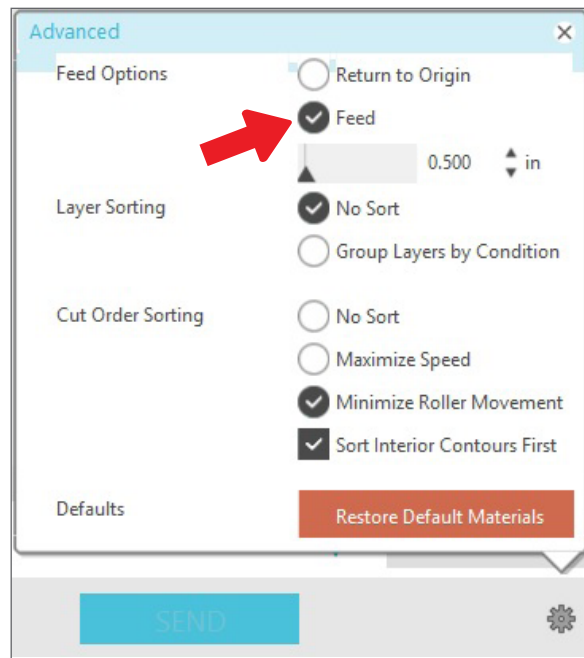 Advanced
Feed Options
Return to Origin
Feed
0.500 in
Layer Sorting
No Sort
Group Layers by Condition
Cut Order Sorting
No Sort
Maximize Speed
Minimize Roller Movement
Sort Interior Contours First
Defaults
Restore Default Materials
SEND